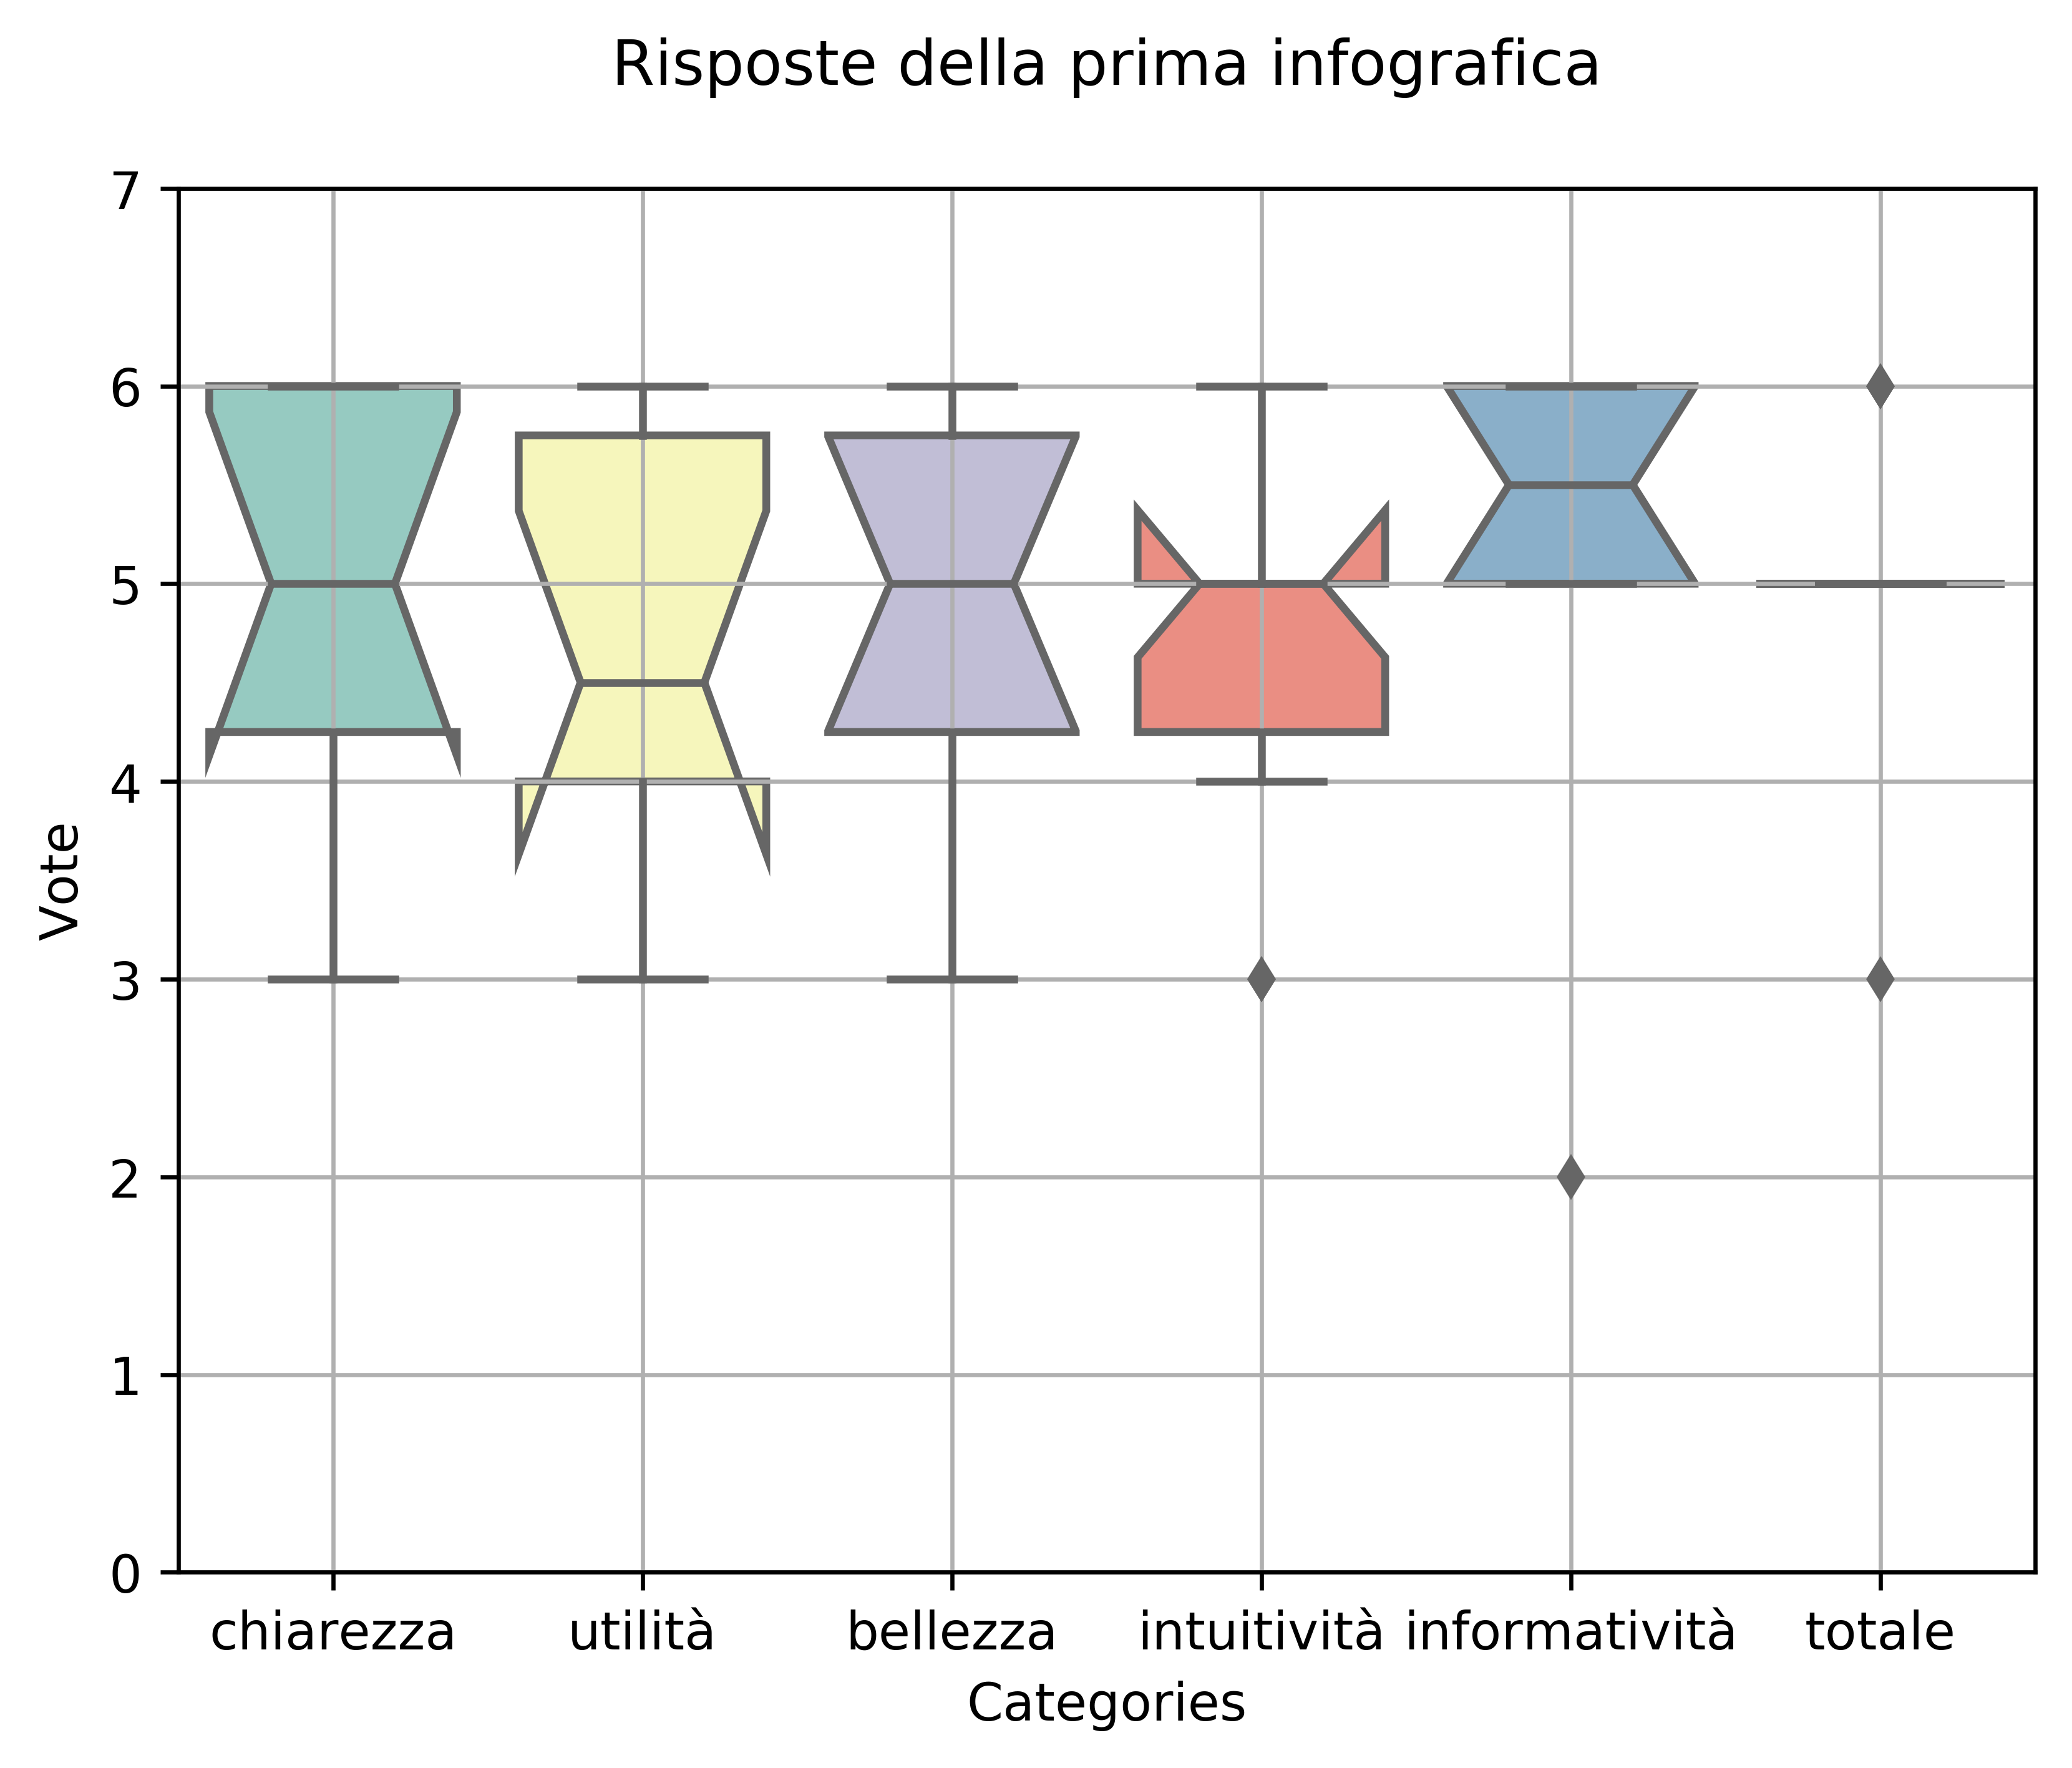 Risposte della prima infografica
7
6
5
4
3
2
1
0
Vote
chiarezza utilità bellezza intuitività informatività totale
Categories